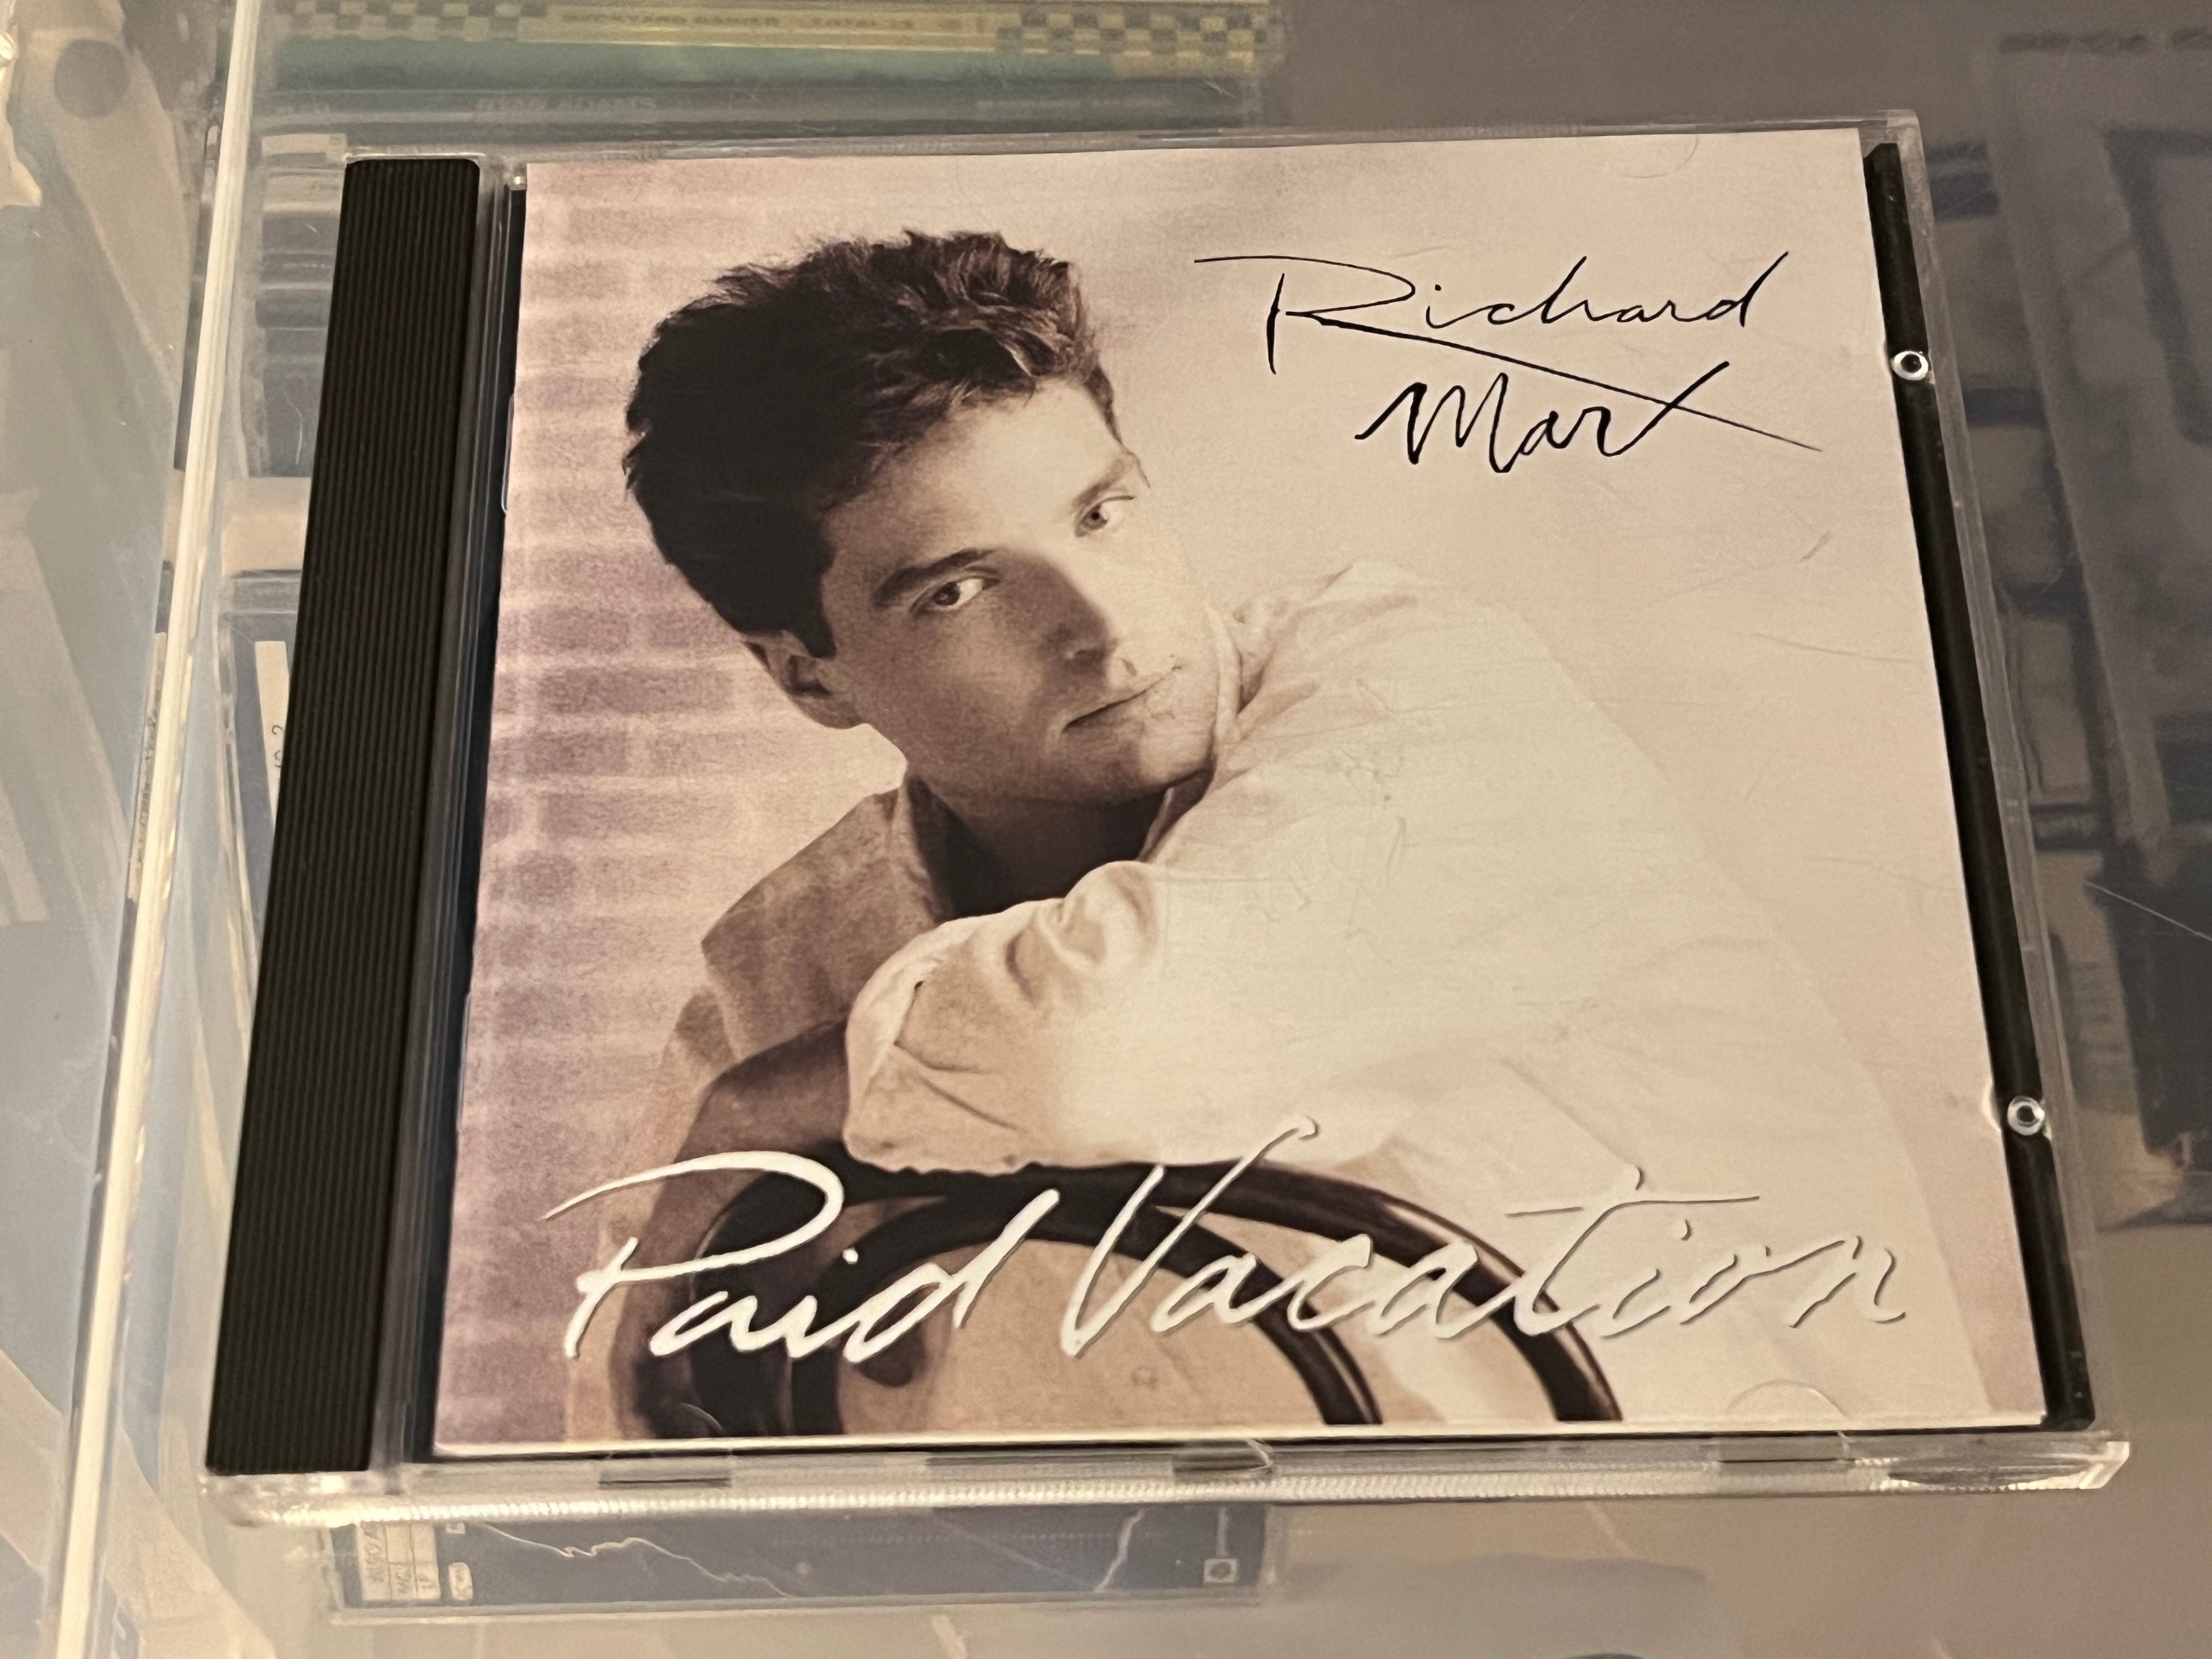 Richard
Marx
Paid Vacation